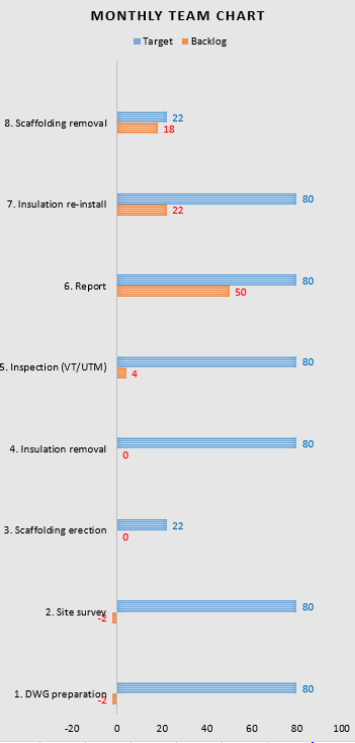 MONTHLY TEAM CHART
Target Backlog
8. Scaffolding removal 22
18
7. Insulation re-install 80
22
6. Report 80
50
5. Inspection (VT/UTM) 80
4
4. Insulation removal 80
0
3. Scaffolding erection 22
0
2. Site survey 80
-2
1. DWG preparation 80
-2
-20 0 20 40 60 80 100